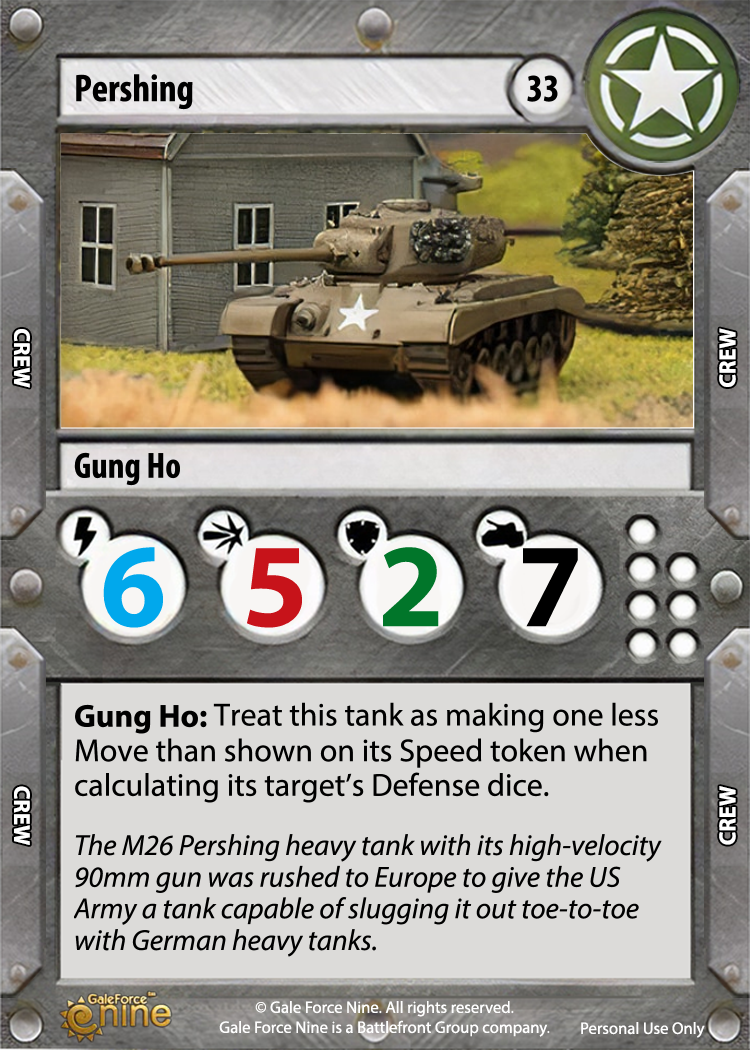 Pershing
33
CREW
CREW
Gung Ho
6
5
2
7
Gung Ho: Treat this tank as making one less
Move than shown on its Speed token when
calculating its target's Defense dice.
The M26 Pershing heavy tank with its high-velocity
90mm gun was rushed to Europe to give the US
Army a tank capable of slugging it out toe-to-toe
with German heavy tanks.
CREW
CREW
GaleForce™
nine
© Gale Force Nine. All rights reserved.
Gale Force Nine is a Battlefront Group company.
Personal Use Only